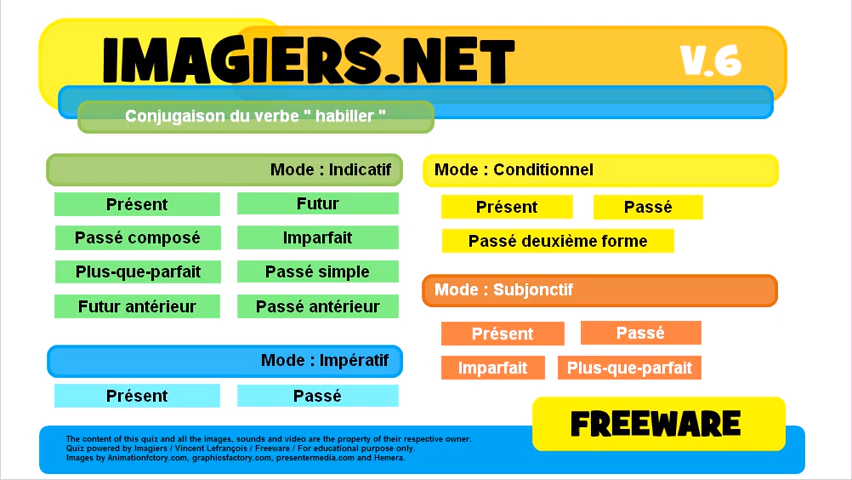 IMAGIERS.NET
V.6
Conjugaison du verbe " habiller "
Mode : Indicatif
Présent
Futur
Passé composé
Imparfait
Plus-que-parfait
Passé simple
Futur antérieur
Passé antérieur
Mode : Impératif
Présent
Passé
Mode : Conditionnel
Présent
Passé
Passé deuxième forme
Mode : Subjonctif
Présent
Passé
Imparfait
Plus-que-parfait
FREEWARE
The content of this quiz and all the images, sounds and video are the property of their respective owner.
Quiz powered by Imagiers / Vincent Lefrançois / Freeware / For educational purpose only.
Images by Animationfctory.com, graphicsfactory.com, presentermedia.com and Hemera.